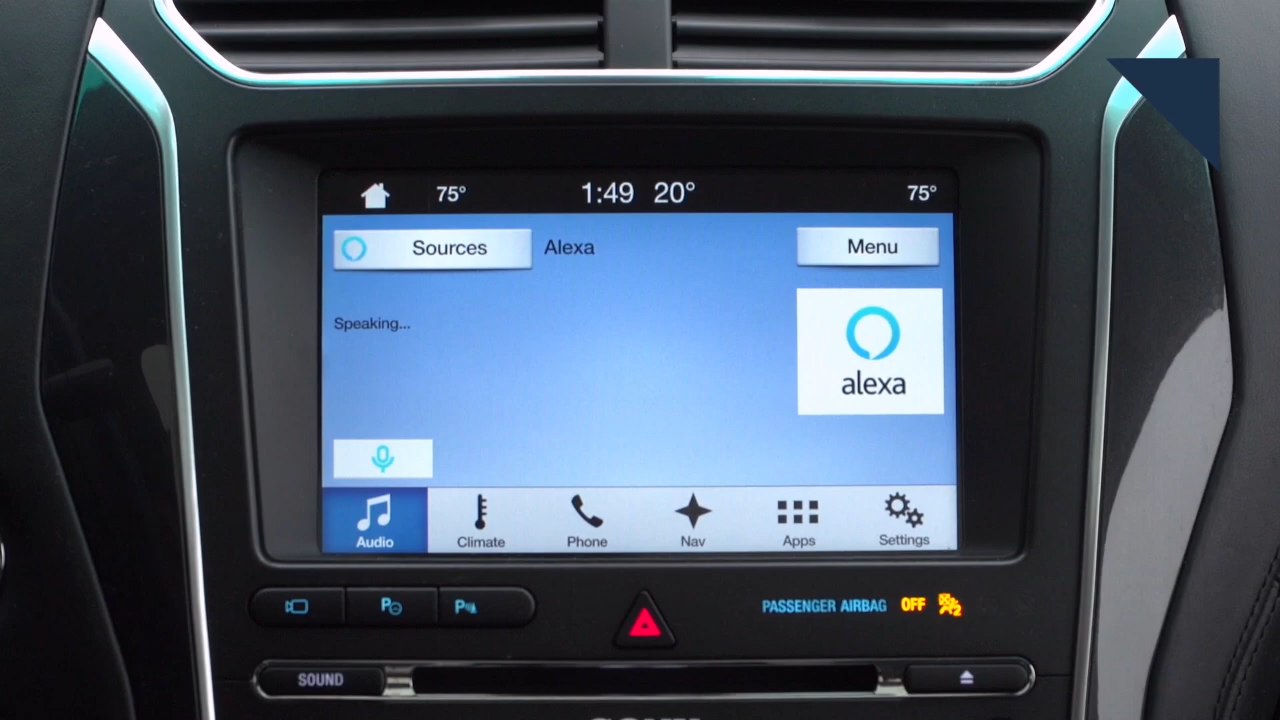 75° 1:49 20° 75°
Sources Alexa Menu
Speaking...
alexa
Audio Climate Phone Nav Apps Settings
P P
PASSENGER AIRBAG OFF 2
SOUND